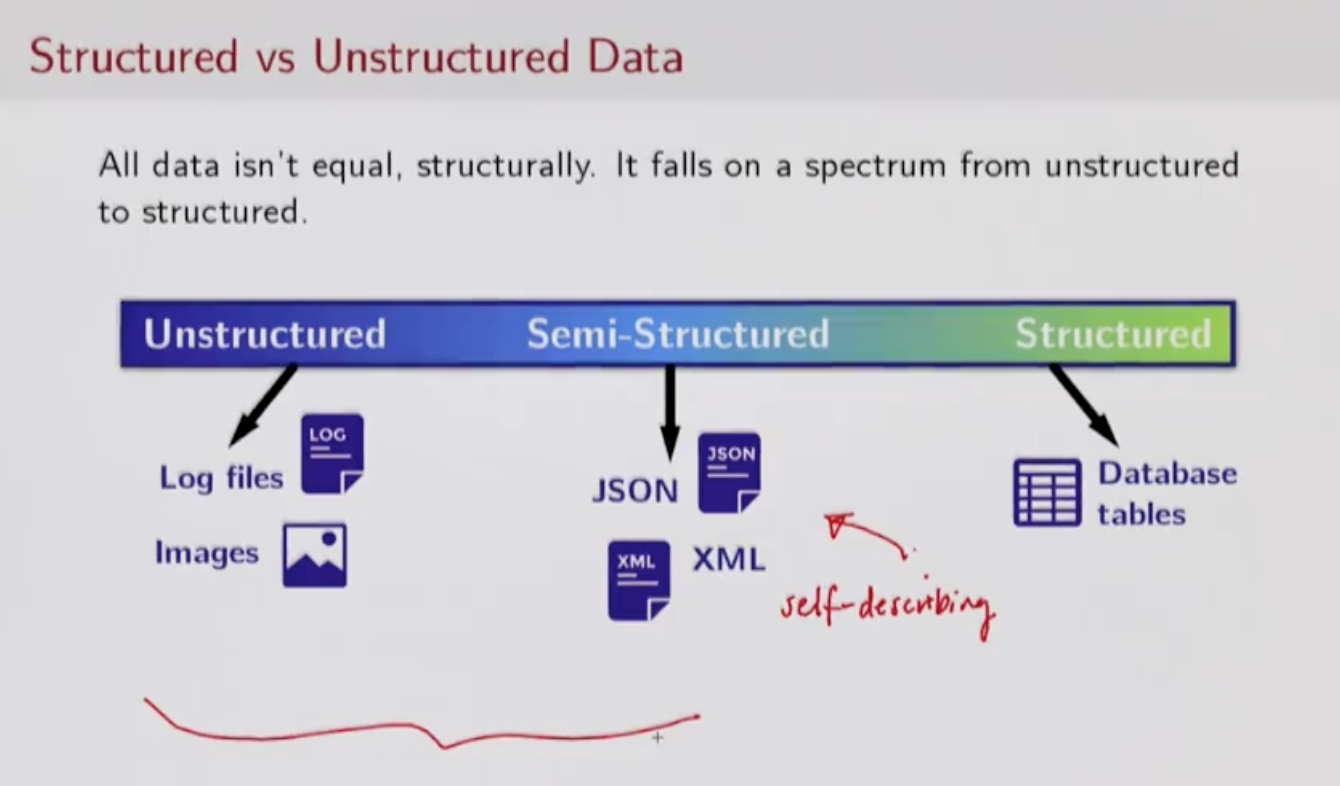 Structured vs Unstructured Data
All data isn't equal, structurally. It falls on a spectrum from unstructured
to structured.
Unstructured
Semi-Structured
Structured
LOG
Log files
Images
JSON
JSON
XML
XML
Database
tables
self-describing